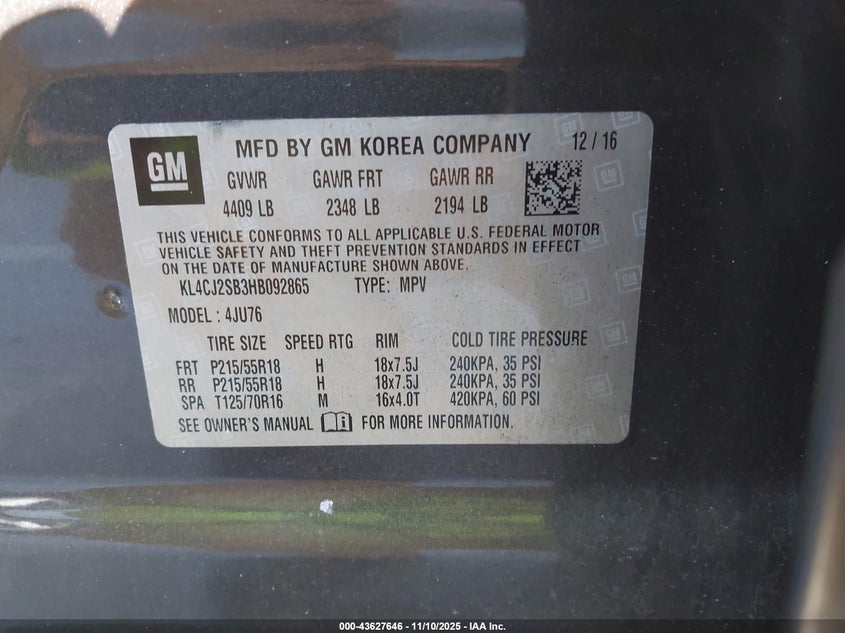 GM
MFD BY GM KOREA COMPANY 12 / 16
GVWR GAWR FRT GAWR RR
4409 LB 2348 LB 2194 LB
THIS VEHICLE CONFORMS TO ALL APPLICABLE U.S. FEDERAL MOTOR
VEHICLE SAFETY AND THEFT PREVENTION STANDARDS IN EFFECT
ON THE DATE OF MANUFACTURE SHOWN ABOVE.
KL4CJ2SB3HB092865 TYPE: MPV
MODEL : 4JU76
TIRE SIZE SPEED RTG RIM COLD TIRE PRESSURE
FRT P215/55R18 H 18x7.5J 240KPA, 35 PSI
RR P215/55R18 H 18x7.5J 240KPA, 35 PSI
SPA T125/70R16 M 16x4.0T 420KPA, 60 PSI
SEE OWNER'S MANUAL i FOR MORE INFORMATION.
000-43627646 - 11/10/2025 - IAA Inc.